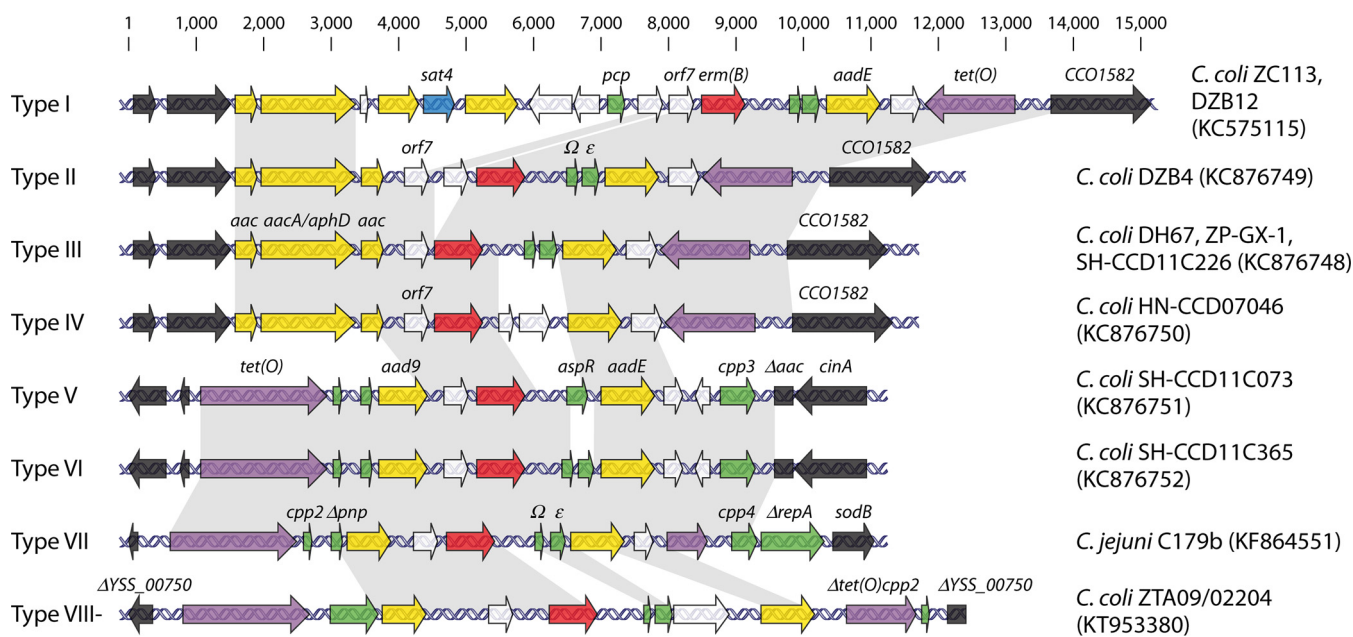 1 1,000 2,000 3,000 4,000 5,000 6,000 7,000 8,000 9,000 10,000 11,000 12,000 13,000 14,000 15,000
sat4 pcp orf7 erm(B) aadE tet(O) CCO1582
Type I
C. coli ZC113,
DZB12
(KC575115)
orf7 Ω ε CCO1582
Type II
C. coli DZB4 (KC876749)
aac aacA/aphD aac CCO1582
Type III
C. coli DH67, ZP-GX-1,
SH-CCD11C226 (KC876748)
orf7 CCO1582
Type IV
C. coli HN-CCD07046
(KC876750)
tet(O) aad9 aspR aadE cpp3 Δaac cinA
Type V
C. coli SH-CCD11C073
(KC876751)
Type VI
C. coli SH-CCD11C365
(KC876752)
cpp2 Δpnp Ω ε cpp4 ΔrepA sodB
Type VII
C. jejuni C179b (KF864551)
ΔYSS_00750 Δtet(O)cpp2 ΔYSS_00750
Type VIII-
C. coli ZTA09/02204
(KT953380)